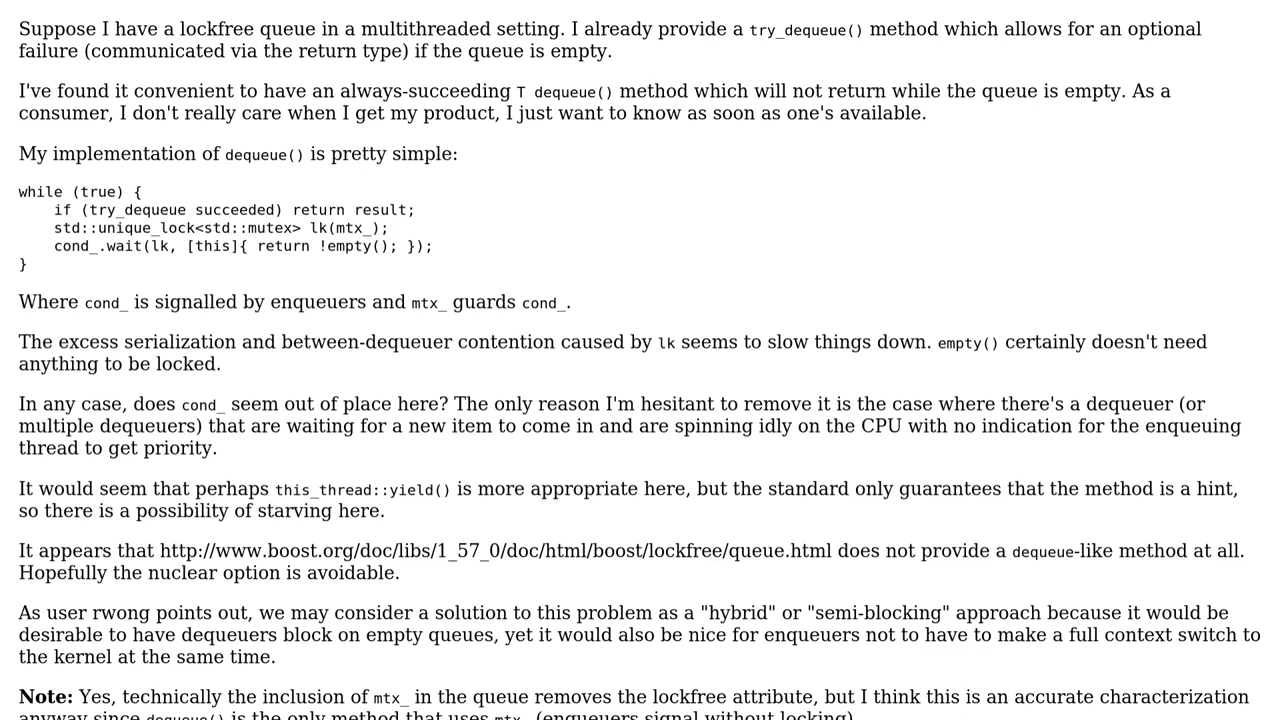 Suppose I have a lockfree queue in a multithreaded setting. I already provide a try_dequeue() method which allows for an optional
failure (communicated via the return type) if the queue is empty.
I've found it convenient to have an always-succeeding T dequeue() method which will not return while the queue is empty. As a
consumer, I don't really care when I get my product, I just want to know as soon as one's available.
My implementation of dequeue() is pretty simple:
while (true) {
    if (try_dequeue succeeded) return result;
    std::unique_lock<std::mutex> lk(mtx_);
    cond_.wait(lk, [this]{ return !empty(); });
}
Where cond_ is signalled by enqueuers and mtx_ guards cond_.
The excess serialization and between-dequeuer contention caused by lk seems to slow things down. empty() certainly doesn't need
anything to be locked.
In any case, does cond_ seem out of place here? The only reason I'm hesitant to remove it is the case where there's a dequeuer (or
multiple dequeuers) that are waiting for a new item to come in and are spinning idly on the CPU with no indication for the enqueuing
thread to get priority.
It would seem that perhaps this_thread::yield() is more appropriate here, but the standard only guarantees that the method is a hint,
so there is a possibility of starving here.
It appears that http://www.boost.org/doc/libs/1_57_0/doc/html/boost/lockfree/queue.html does not provide a dequeue-like method at all.
Hopefully the nuclear option is avoidable.
As user rwong points out, we may consider a solution to this problem as a "hybrid" or "semi-blocking" approach because it would be
desirable to have dequeuers block on empty queues, yet it would also be nice for enqueuers not to have to make a full context switch to
the kernel at the same time.
Note: Yes, technically the inclusion of mtx_ in the queue removes the lockfree attribute, but I think this is an accurate characterization
anyway since dequeue() is the only method that uses mtx_ (enqueuers signal without locking).